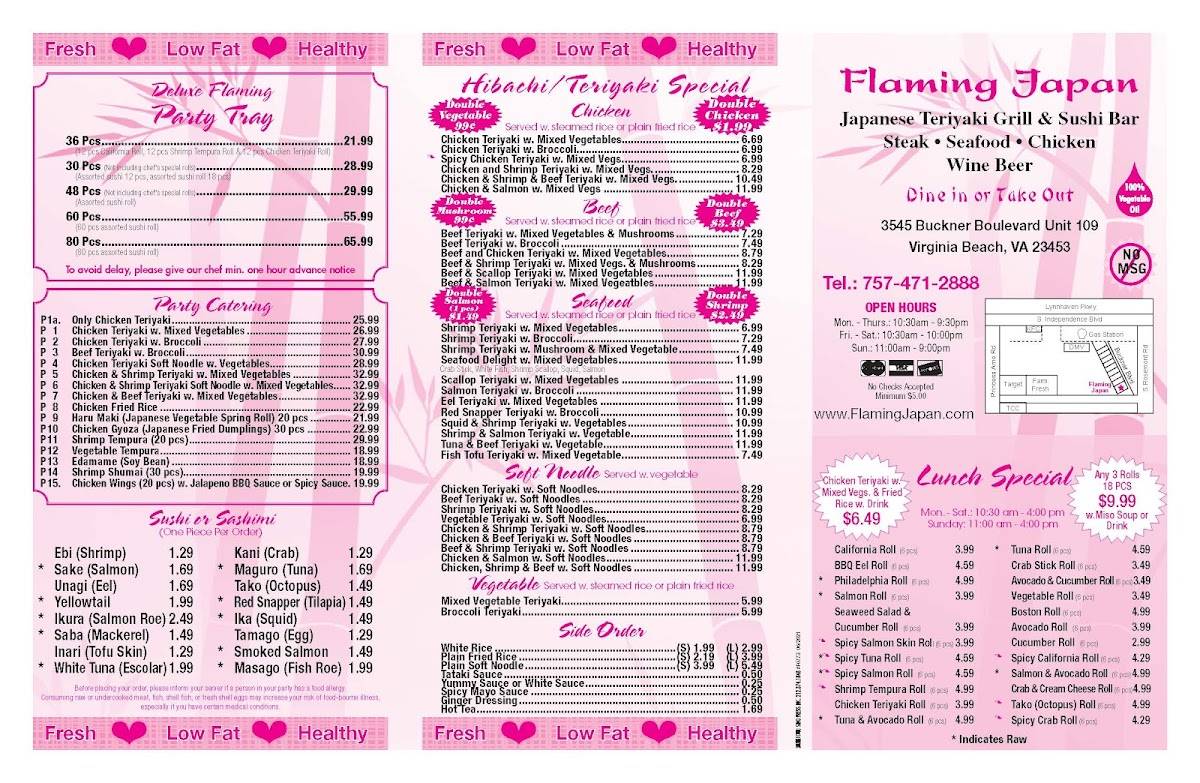 Fresh Low Fat Healthy
Deluxe Flaming
Party Tray
36 Pcs 21.99
(12 pcs California Roll, 12 pcs Shrimp Tempura Roll & 12 pcs Chicken Teriyaki Roll)
30 Pcs (Not including chef's special rolls) 28.99
(Assorted sushi 12 pcs, assorted sushi roll 18 pcs)
48 Pcs (Not including chef's special rolls) 29.99
(Assorted sushi roll)
60 Pcs 55.99
(60 pcs assorted sushi roll)
80 Pcs 65.99
(80 pcs assorted sushi roll)
To avoid delay, please give our chef min. one hour advance notice
Party Catering
P1a. Only Chicken Teriyaki 25.99
P 1 Chicken Teriyaki w. Mixed Vegetables 26.99
P 2 Chicken Teriyaki w. Broccoli 27.99
P 3 Beef Teriyaki w. Broccoli 30.99
P 4 Chicken Teriyaki Soft Noodle w. Vegetables 28.99
P 5 Chicken & Shrimp Teriyaki w. Mixed Vegetables 32.99
P 6 Chicken & Shrimp Teriyaki Soft Noodle w. Mixed Vegetables 32.99
P 7 Chicken & Beef Teriyaki w. Mixed Vegetables 32.99
P 8 Chicken Fried Rice 22.99
P 9 Haru Maki (Japanese Vegetable Spring Roll) 20 pcs 21.99
P10 Chicken Gyoza (Japanese Fried Dumplings) 30 pcs 22.99
P11 Shrimp Tempura (20 pcs) 29.99
P12 Vegetable Tempura 18.99
P13 Edamame (Soy Bean) 18.99
P14 Shrimp Shumai (30 pcs) 19.99
P15. Chicken Wings (20 pcs) w. Jalapeno BBQ Sauce or Spicy Sauce. 19.99
Sushi or Sashimi
(One Piece Per Order)
Ebi (Shrimp) 1.29
* Sake (Salmon) 1.69
Unagi (Eel) 1.69
* Yellowtail 1.99
* Ikura (Salmon Roe) 2.49
* Saba (Mackerel) 1.49
Inari (Tofu Skin) 1.29
* White Tuna (Escolar) 1.99
Kani (Crab) 1.29
* Maguro (Tuna) 1.69
Tako (Octopus) 1.49
* Red Snapper (Tilapia) 1.49
* Ika (Squid) 1.49
Tamago (Egg) 1.29
* Smoked Salmon 1.49
* Masago (Fish Roe) 1.99
Before placing your order, please inform your server if a person in your party has a food allergy.
Consuming raw or undercooked meat, fish, shell fish, or fresh shell eggs may increase your risk of food-bourne illness,
especially if you have certain medical conditions.
Fresh Low Fat Healthy
Fresh Low Fat Healthy
Hibachi/Teriyaki Special
Double
Vegetable
99¢
Chicken
Served w. steamed rice or plain fried rice
Double
Chicken
$1.99
Chicken Teriyaki w. Mixed Vegetables 6.69
Chicken Teriyaki w. Broccoli 6.99
Spicy Chicken Teriyaki w. Mixed Vegs. 6.99
Chicken and Shrimp Teriyaki w. Mixed Vegs. 8.29
Chicken & Shrimp & Beef Teriyaki w. Mixed Vegs. 10.49
Chicken & Salmon w. Mixed Vegs 11.99
Double
Mushroom
99¢
Beef
Served w. steamed rice or plain fried rice
Double
Beef
$3.49
Beef Teriyaki w. Mixed Vegetables & Mushrooms 7.29
Beef Teriyaki w. Broccoli 7.49
Beef and Chicken Teriyaki w. Mixed Vegetables 8.79
Beef & Shrimp Teriyaki w. Mixed Vegs. & Mushrooms 8.29
Beef & Scallop Teriyaki w. Mixed Vegetables 11.99
Beef & Salmon Teriyaki w. Mixed Vegeathbles 11.99
Double
Salmon
(1 pcs)
$1.49
Seafood
Served w. steamed rice or plain fried rice
Double
Shrimp
$2.49
Shrimp Teriyaki w. Mixed Vegetables 6.99
Shrimp Teriyaki w. Broccoli 7.29
Shrimp Teriyaki w. Mushroom & Mixed Vegetable 7.49
Seafood Delight w. Mixed Vegetables 11.99
Crab Stick, White Fish, Shrimp Scallop, Squid, Salmon
Scallop Teriyaki w. Mixed Vegetables 11.99
Salmon Teriyaki w. Broccoli 11.99
Eel Teriyaki w. Mixed Vegetables 11.99
Red Snapper Teriyaki w. Broccoli 10.99
Squid & Shrimp Teriyaki w. Mixed Vegetables 10.99
Shrimp & Salmon Teriyaki w. Vegetable 11.99
Tuna & Beef Teriyaki w. Vegetable 11.99
Fish Tofu Teriyaki w. Mixed Vegetable 7.49
Soft Noodle Served w. vegetable
Chicken Teriyaki w. Soft Noodles 8.29
Beef Teriyaki w. Soft Noodles 8.29
Shrimp Teriyaki w. Soft Noodles 8.29
Vegetable Teriyaki w. Soft Noodles 6.99
Chicken & Shrimp Teriyaki w. Soft Noodles 8.79
Chicken & Beef Teriyaki w. Soft Noodles 8.79
Beef & Shrimp Teriyaki w. Soft Noodles 8.79
Chicken & Salmon w. Soft Noodles 11.99
Chicken, Shrimp & Beef w. Soft Noodles 11.99
Vegetable Served w. steamed rice or plain fried rice
Mixed Vegetable Teriyaki 5.99
Broccoli Teriyaki 5.99
Side Order
White Rice (S) 1.99 (L) 2.99
Plain Fried Rice (S) 2.19 (L) 3.99
Plain Soft Noodle (S) 3.99 (L) 5.49
Tataki Sauce 0.50
Yummy Sauce or White Sauce 0.25
Spicy Mayo Sauce 0.25
Ginger Dressing 0.50
Hot Tea 1.69
Fresh Low Fat Healthy
Flaming Japan
Japanese Teriyaki Grill & Sushi Bar
Steak • Seafood • Chicken
Wine Beer
Dine in or Take Out
100%
Vegetable
Oil
3545 Buckner Boulevard Unit 109
Virginia Beach, VA 23453
NO
MSG
Tel.: 757-471-2888
OPEN HOURS
Mon. - Thurs.: 10:30am - 9:30pm
Fri. - Sat.: 10:30am - 10:00pm
Sun.: 11:00am - 9:00pm
No Checks Accepted
Minimum $5.00
www.FlamingJapan.com
Lynnhaven Pkwy
S. Independence Blvd
KFC
Gas Station
DMV
Princess Anne Rd
S. Rosemont Rd
Target
Farm
Fresh
Flaming
Japan
TCC
Chicken Teriyaki w.
Mixed Vegs. & Fried
Rice w. Drink
$6.49
Lunch Special
Mon. - Sat.: 10:30 am - 4:00 pm
Sunday: 11:00 am - 4:00 pm
Any 3 Rolls
18 PCS
$9.99
w.Miso Soup or
Drink
California Roll (6 pcs) 3.99
BBQ Eel Roll (6 pcs) 4.59
* Philadelphia Roll (6 pcs) 4.99
* Salmon Roll (6 pcs) 3.99
Seaweed Salad &
Cucumber Roll (6 pcs) 3.99
Spicy Salmon Skin Roll (6 pcs) 3.99
* Spicy Tuna Roll (6 pcs) 4.59
* Spicy Salmon Roll (6 pcs) 4.59
Shrimp Tempura Roll (6 pcs) 4.99
Chicken Teriyaki Roll (6 pcs) 3.99
* Tuna & Avocado Roll (6 pcs) 4.99
* Tuna Roll (6 pcs) 4.59
Crab Stick Roll (6 pcs) 3.49
Avocado & Cucumber Roll (6 pcs) 3.49
Vegetable Roll (6 pcs) 3.49
Boston Roll (6 pcs) 4.99
Avocado Roll (6 pcs) 3.99
Cucumber Roll (6 pcs) 2.99
Spicy California Roll (6 pcs) 4.29
* Salmon & Avocado Roll (6 pcs) 4.99
Crab & Cream Cheese Roll (6 pcs) 4.99
Tako (Octopus) Roll (6 pcs) 4.99
Spicy Crab Roll (6 pcs) 4.29
* Indicates Raw